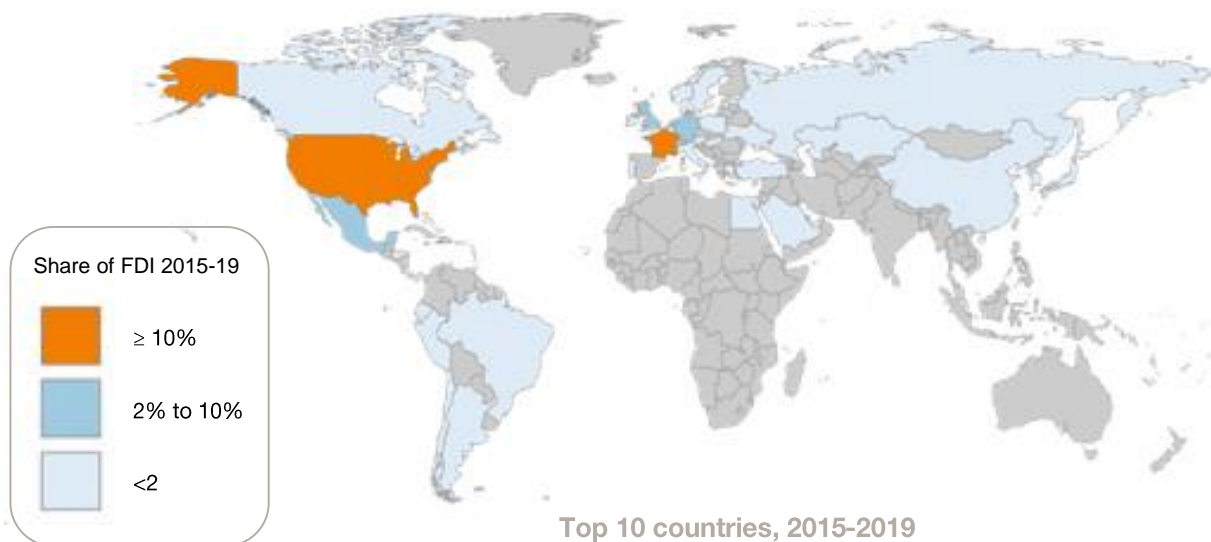 Share of FDI 2015-19
≥ 10%
2% to 10%
<2
Top 10 countries, 2015-2019